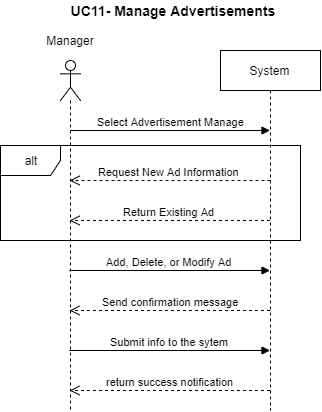 UC11- Manage Advertisements
Manager
System
Select Advertisement Manage
alt
Request New Ad Information
Return Existing Ad
Add, Delete, or Modify Ad
Send confirmation message
Submit info to the sytem
return success notification